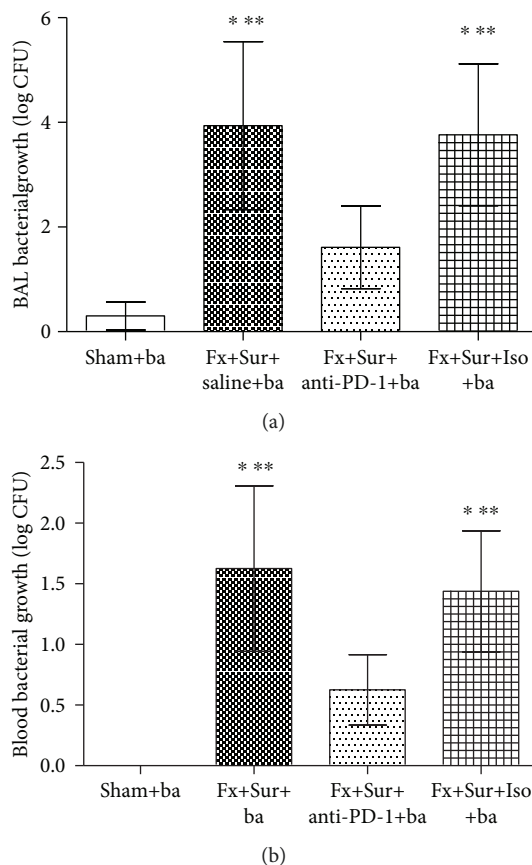 BAL bacterialgrowth (log CFU)
6
4
2
0
* **
* **
Sham+ba
Fx+Sur+
saline+ba
Fx+Sur+
anti-PD-1+ba
Fx+Sur+Iso
+ba
(a)
Blood bacterial growth (log CFU)
2.5
2.0
1.5
1.0
0.5
0.0
* **
* **
Sham+ba
Fx+Sur+
ba
Fx+Sur+
anti-PD-1+ba
Fx+Sur+Iso
+ba
(b)